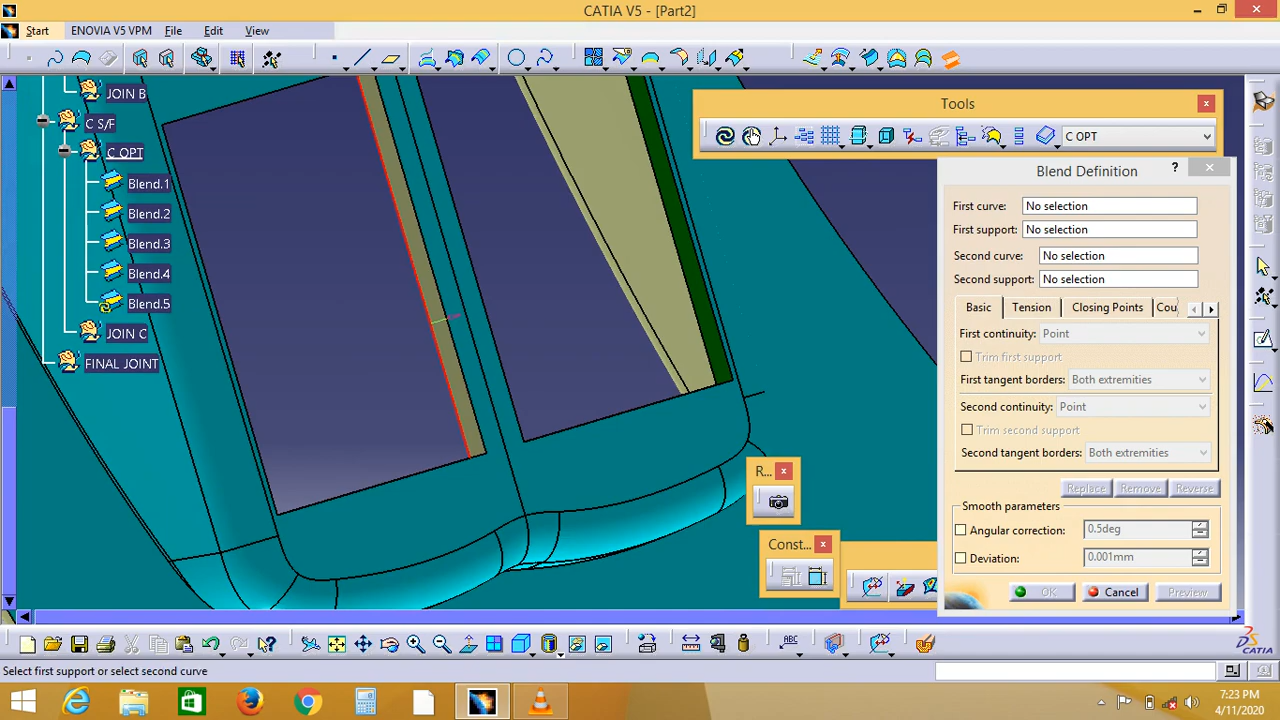 CATIA V5 - [Part2]
Start
ENOVIA V5 VPM
File
Edit
View
JOIN B
C S/F
C OPT
Blend.1
Blend.2
Blend.3
Blend.4
Blend.5
JOIN C
FINAL JOINT
Tools
C OPT
Blend Definition
?
First curve: No selection
First support: No selection
Second curve: No selection
Second support: No selection
Basic
Tension
Closing Points
Cou
First continuity: Point
Trim first support
First tangent borders: Both extremities
Second continuity: Point
Trim second support
Second tangent borders: Both extremities
Replace
Remove
Reverse
Smooth parameters
Angular correction: 0.5deg
Deviation: 0.001mm
OK
Cancel
Preview
R...
Const...
ABC
CATIA
Select first support or select second curve
7:23 PM
4/11/2020